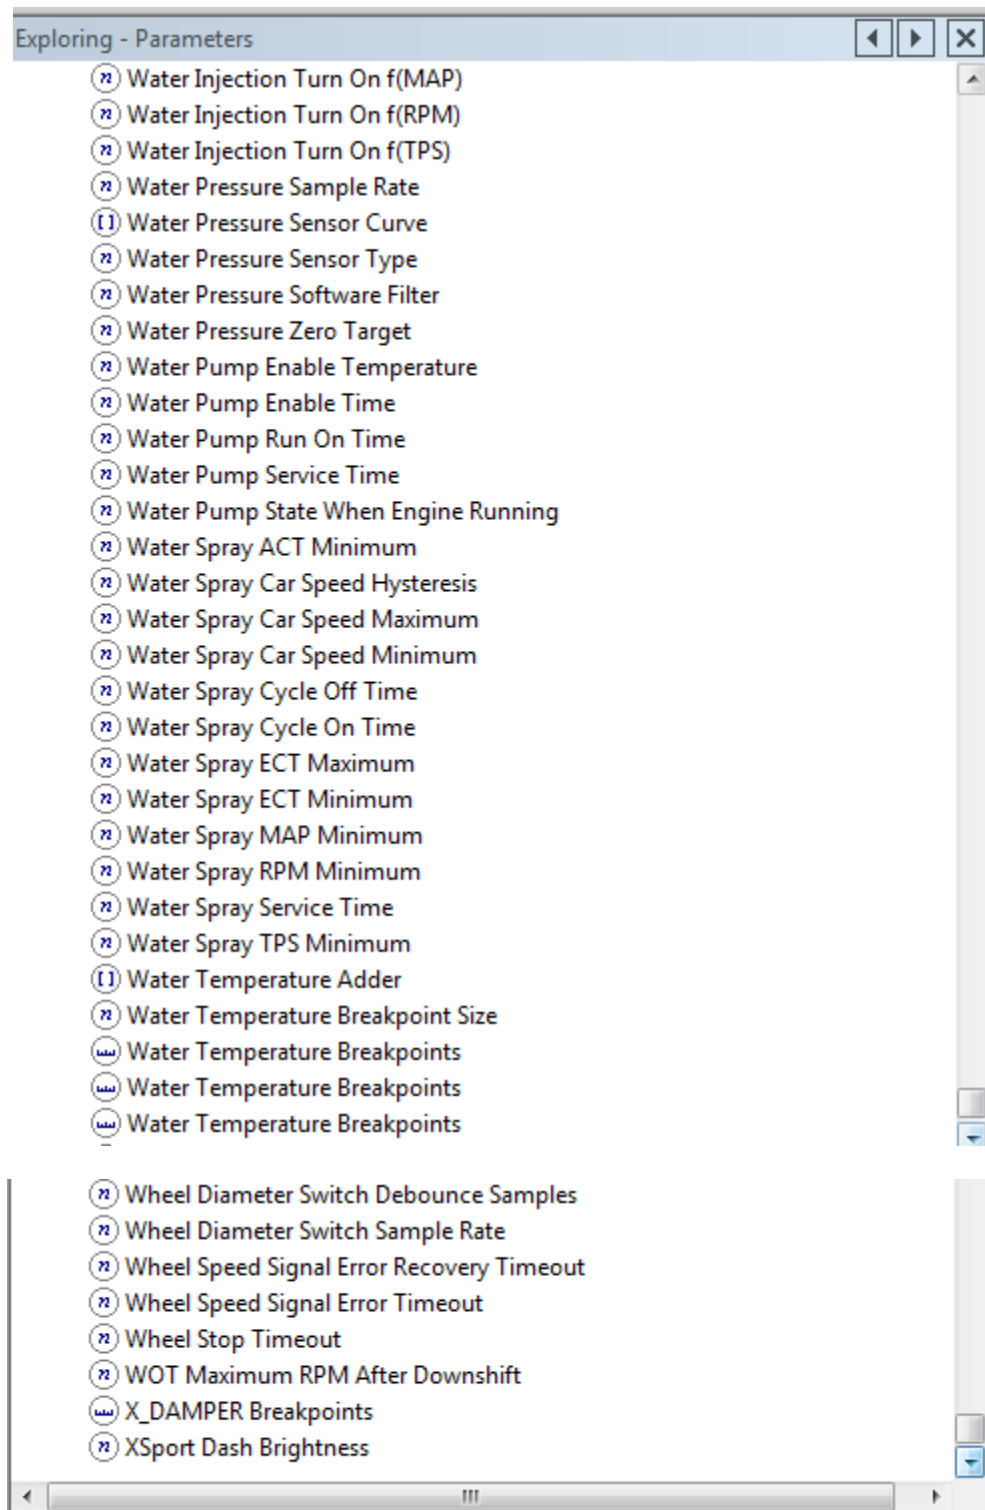 Exploring - Parameters
Water Injection Turn On f(MAP)
Water Injection Turn On f(RPM)
Water Injection Turn On f(TPS)
Water Pressure Sample Rate
Water Pressure Sensor Curve
Water Pressure Sensor Type
Water Pressure Software Filter
Water Pressure Zero Target
Water Pump Enable Temperature
Water Pump Enable Time
Water Pump Run On Time
Water Pump Service Time
Water Pump State When Engine Running
Water Spray ACT Minimum
Water Spray Car Speed Hysteresis
Water Spray Car Speed Maximum
Water Spray Car Speed Minimum
Water Spray Cycle Off Time
Water Spray Cycle On Time
Water Spray ECT Maximum
Water Spray ECT Minimum
Water Spray MAP Minimum
Water Spray RPM Minimum
Water Spray Service Time
Water Spray TPS Minimum
Water Temperature Adder
Water Temperature Breakpoint Size
Water Temperature Breakpoints
Water Temperature Breakpoints
Water Temperature Breakpoints
Wheel Diameter Switch Debounce Samples
Wheel Diameter Switch Sample Rate
Wheel Speed Signal Error Recovery Timeout
Wheel Speed Signal Error Timeout
Wheel Stop Timeout
WOT Maximum RPM After Downshift
X_DAMPER Breakpoints
XSport Dash Brightness